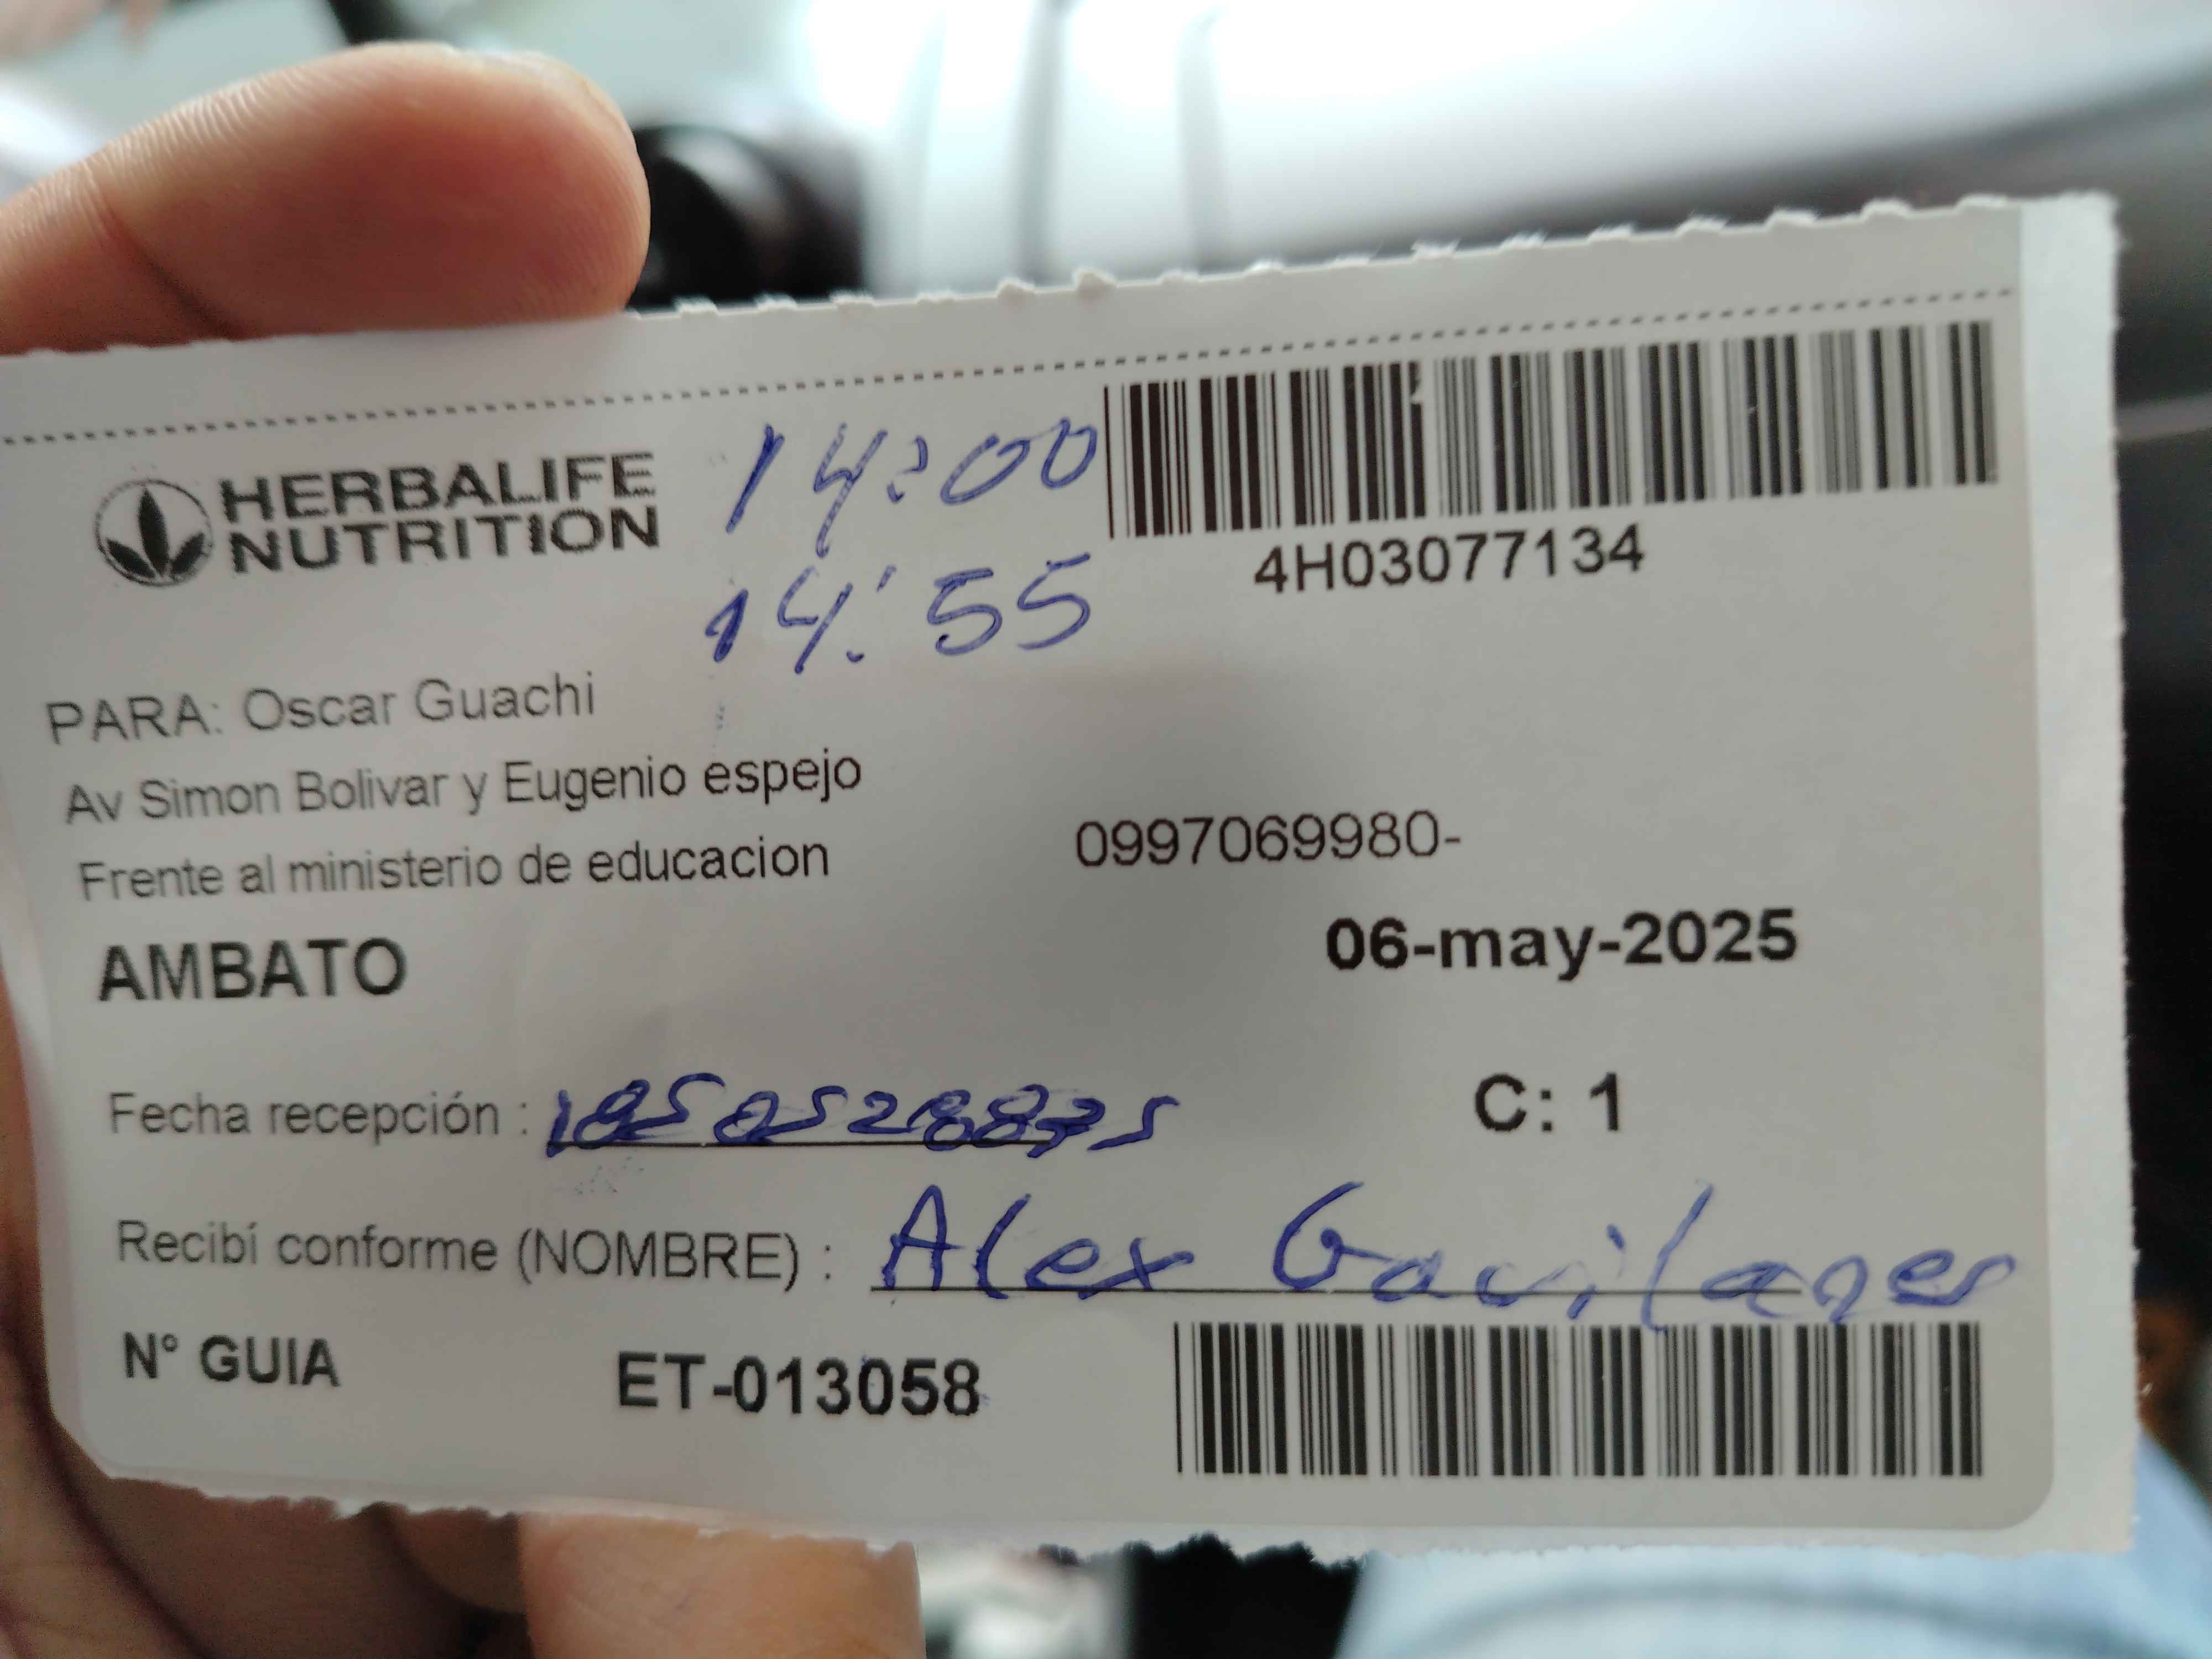 HERBALIFE
NUTRITION
14:00
14:55
4H03077134
PARA: Oscar Guachi
Av Simon Bolivar y Eugenio espejo
Frente al ministerio de educacion
0997069980-
AMBATO
06-may-2025
Fecha recepción :
C: 1
Recibí conforme (NOMBRE) : Alex Gavilanes
N° GUIA ET-013058